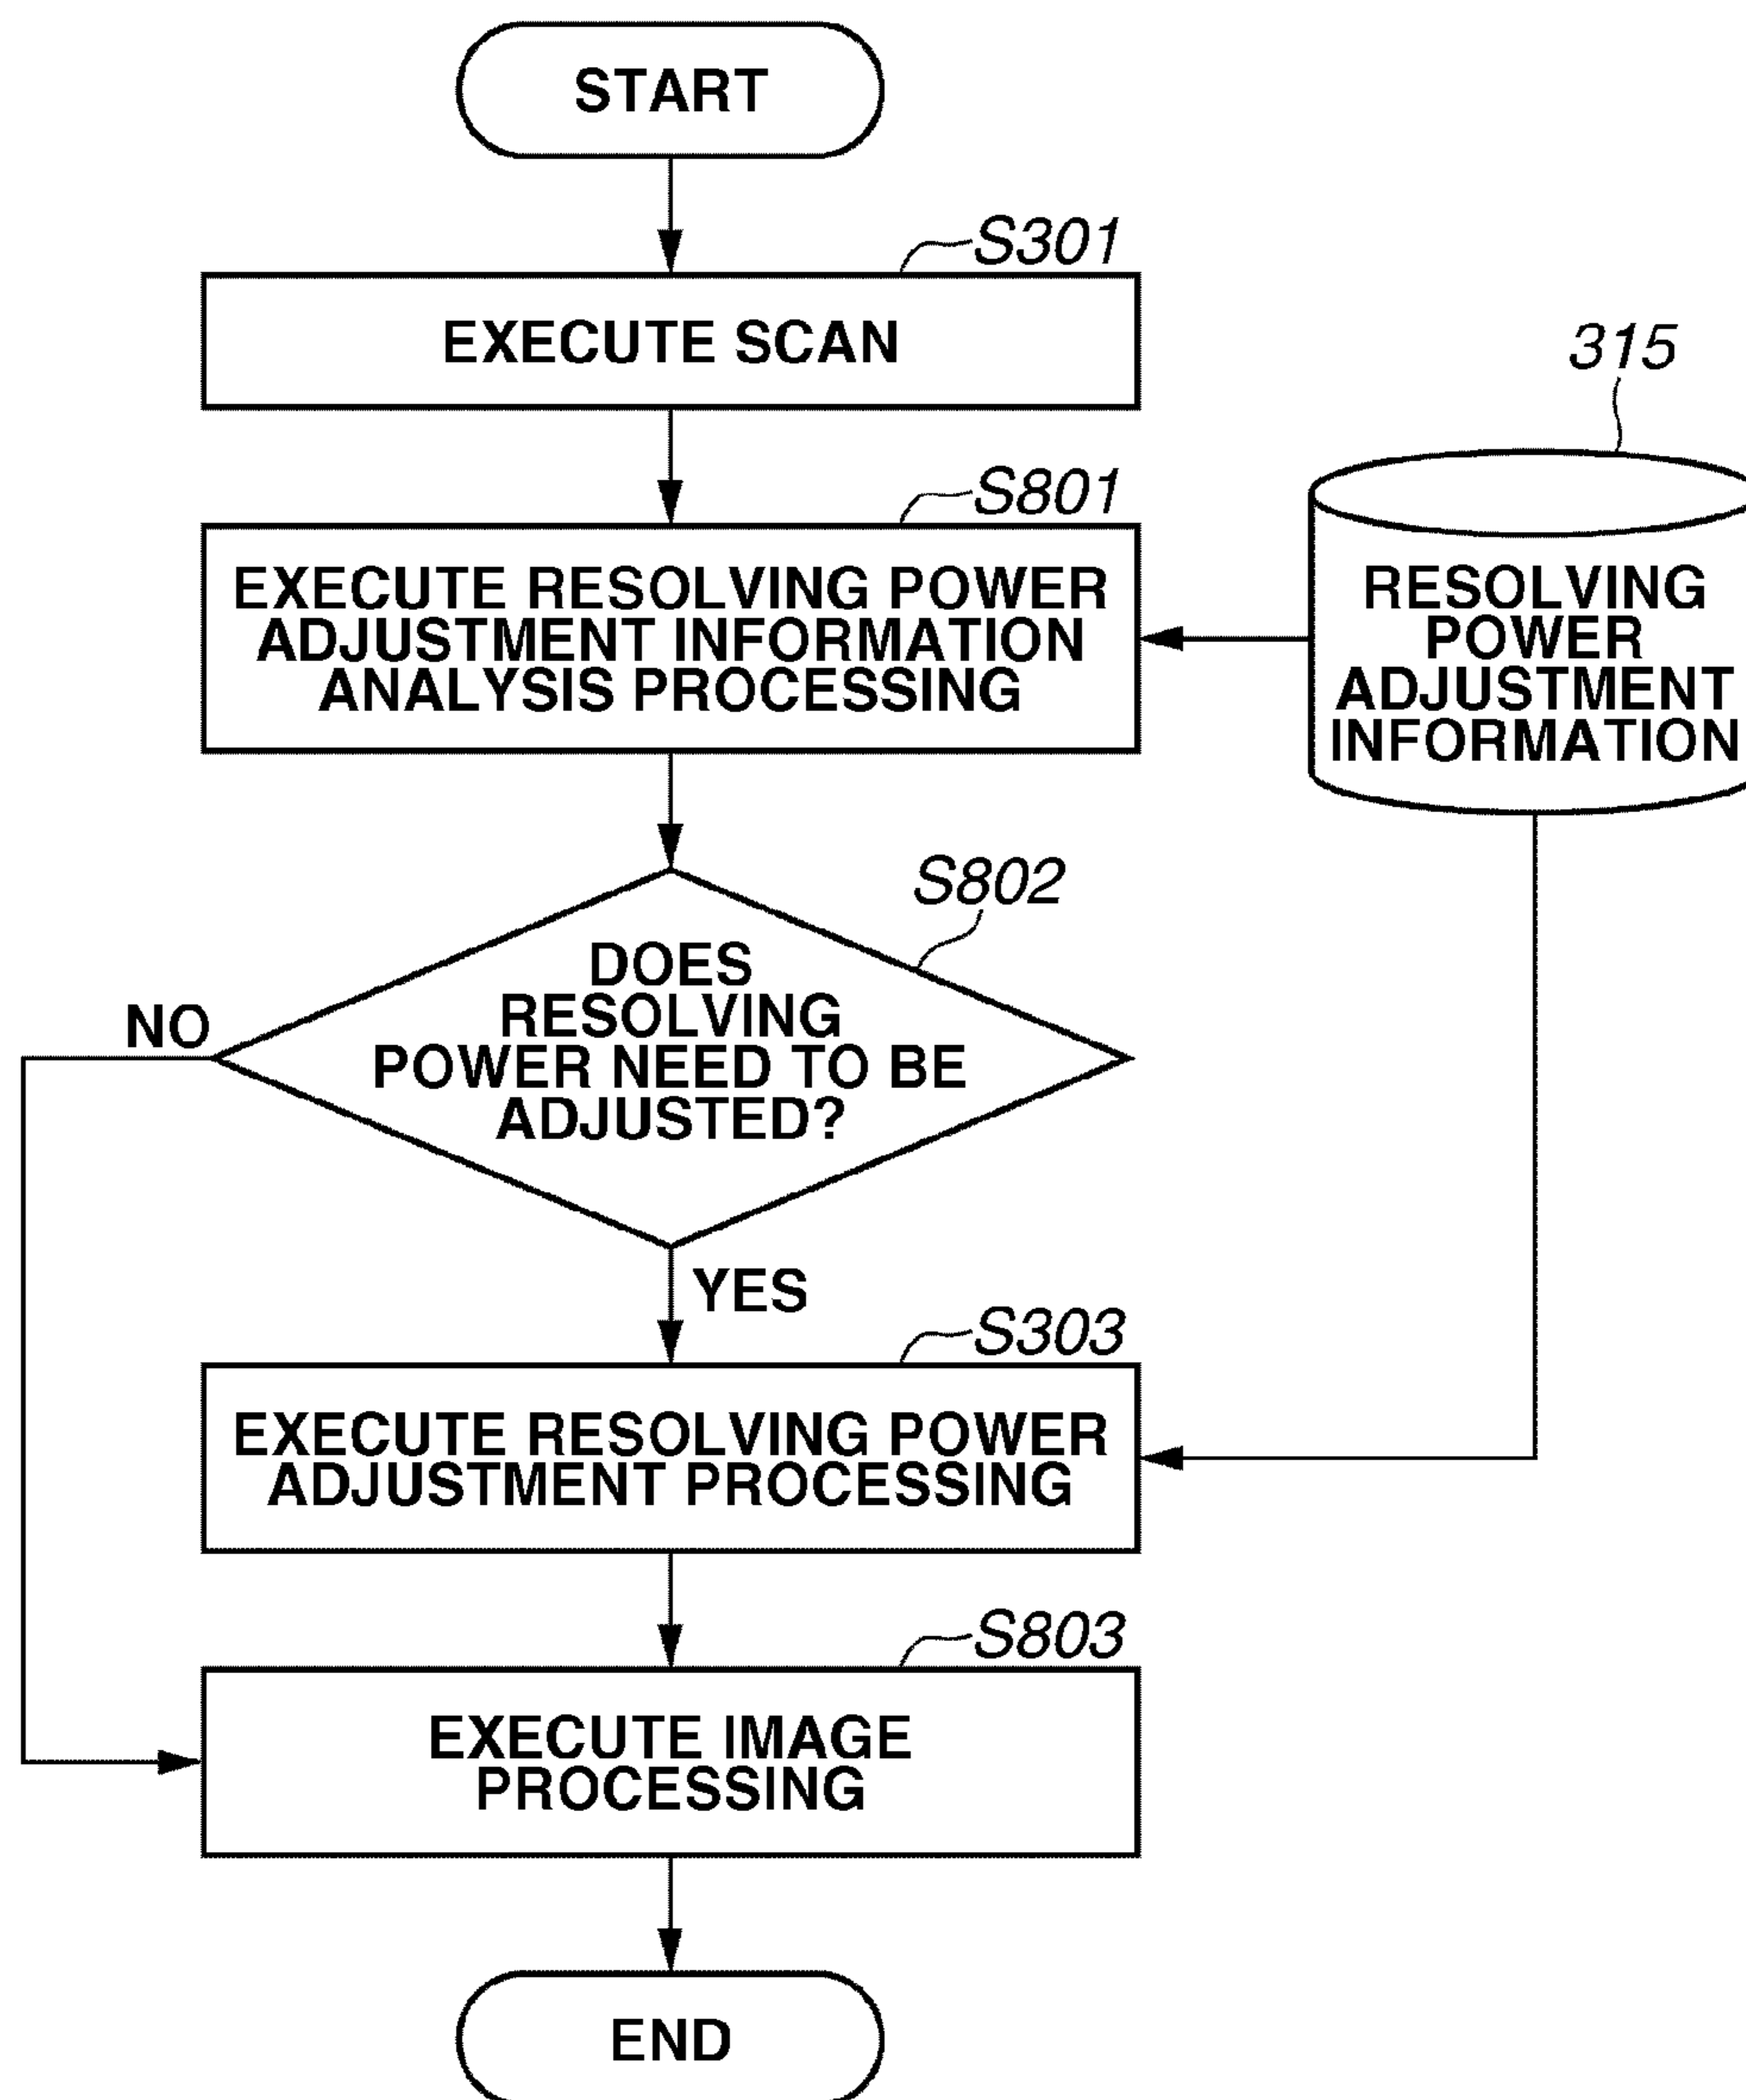 START
S301
EXECUTE SCAN
315
S801
EXECUTE RESOLVING POWER
ADJUSTMENT INFORMATION
ANALYSIS PROCESSING
RESOLVING
POWER
ADJUSTMENT
INFORMATION
S802
DOES
RESOLVING
POWER NEED TO BE
ADJUSTED?
NO
YES
S303
EXECUTE RESOLVING POWER
ADJUSTMENT PROCESSING
S803
EXECUTE IMAGE
PROCESSING
END